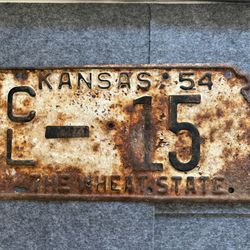 KANSAS 54
CL - 15
THE WHEAT STATE